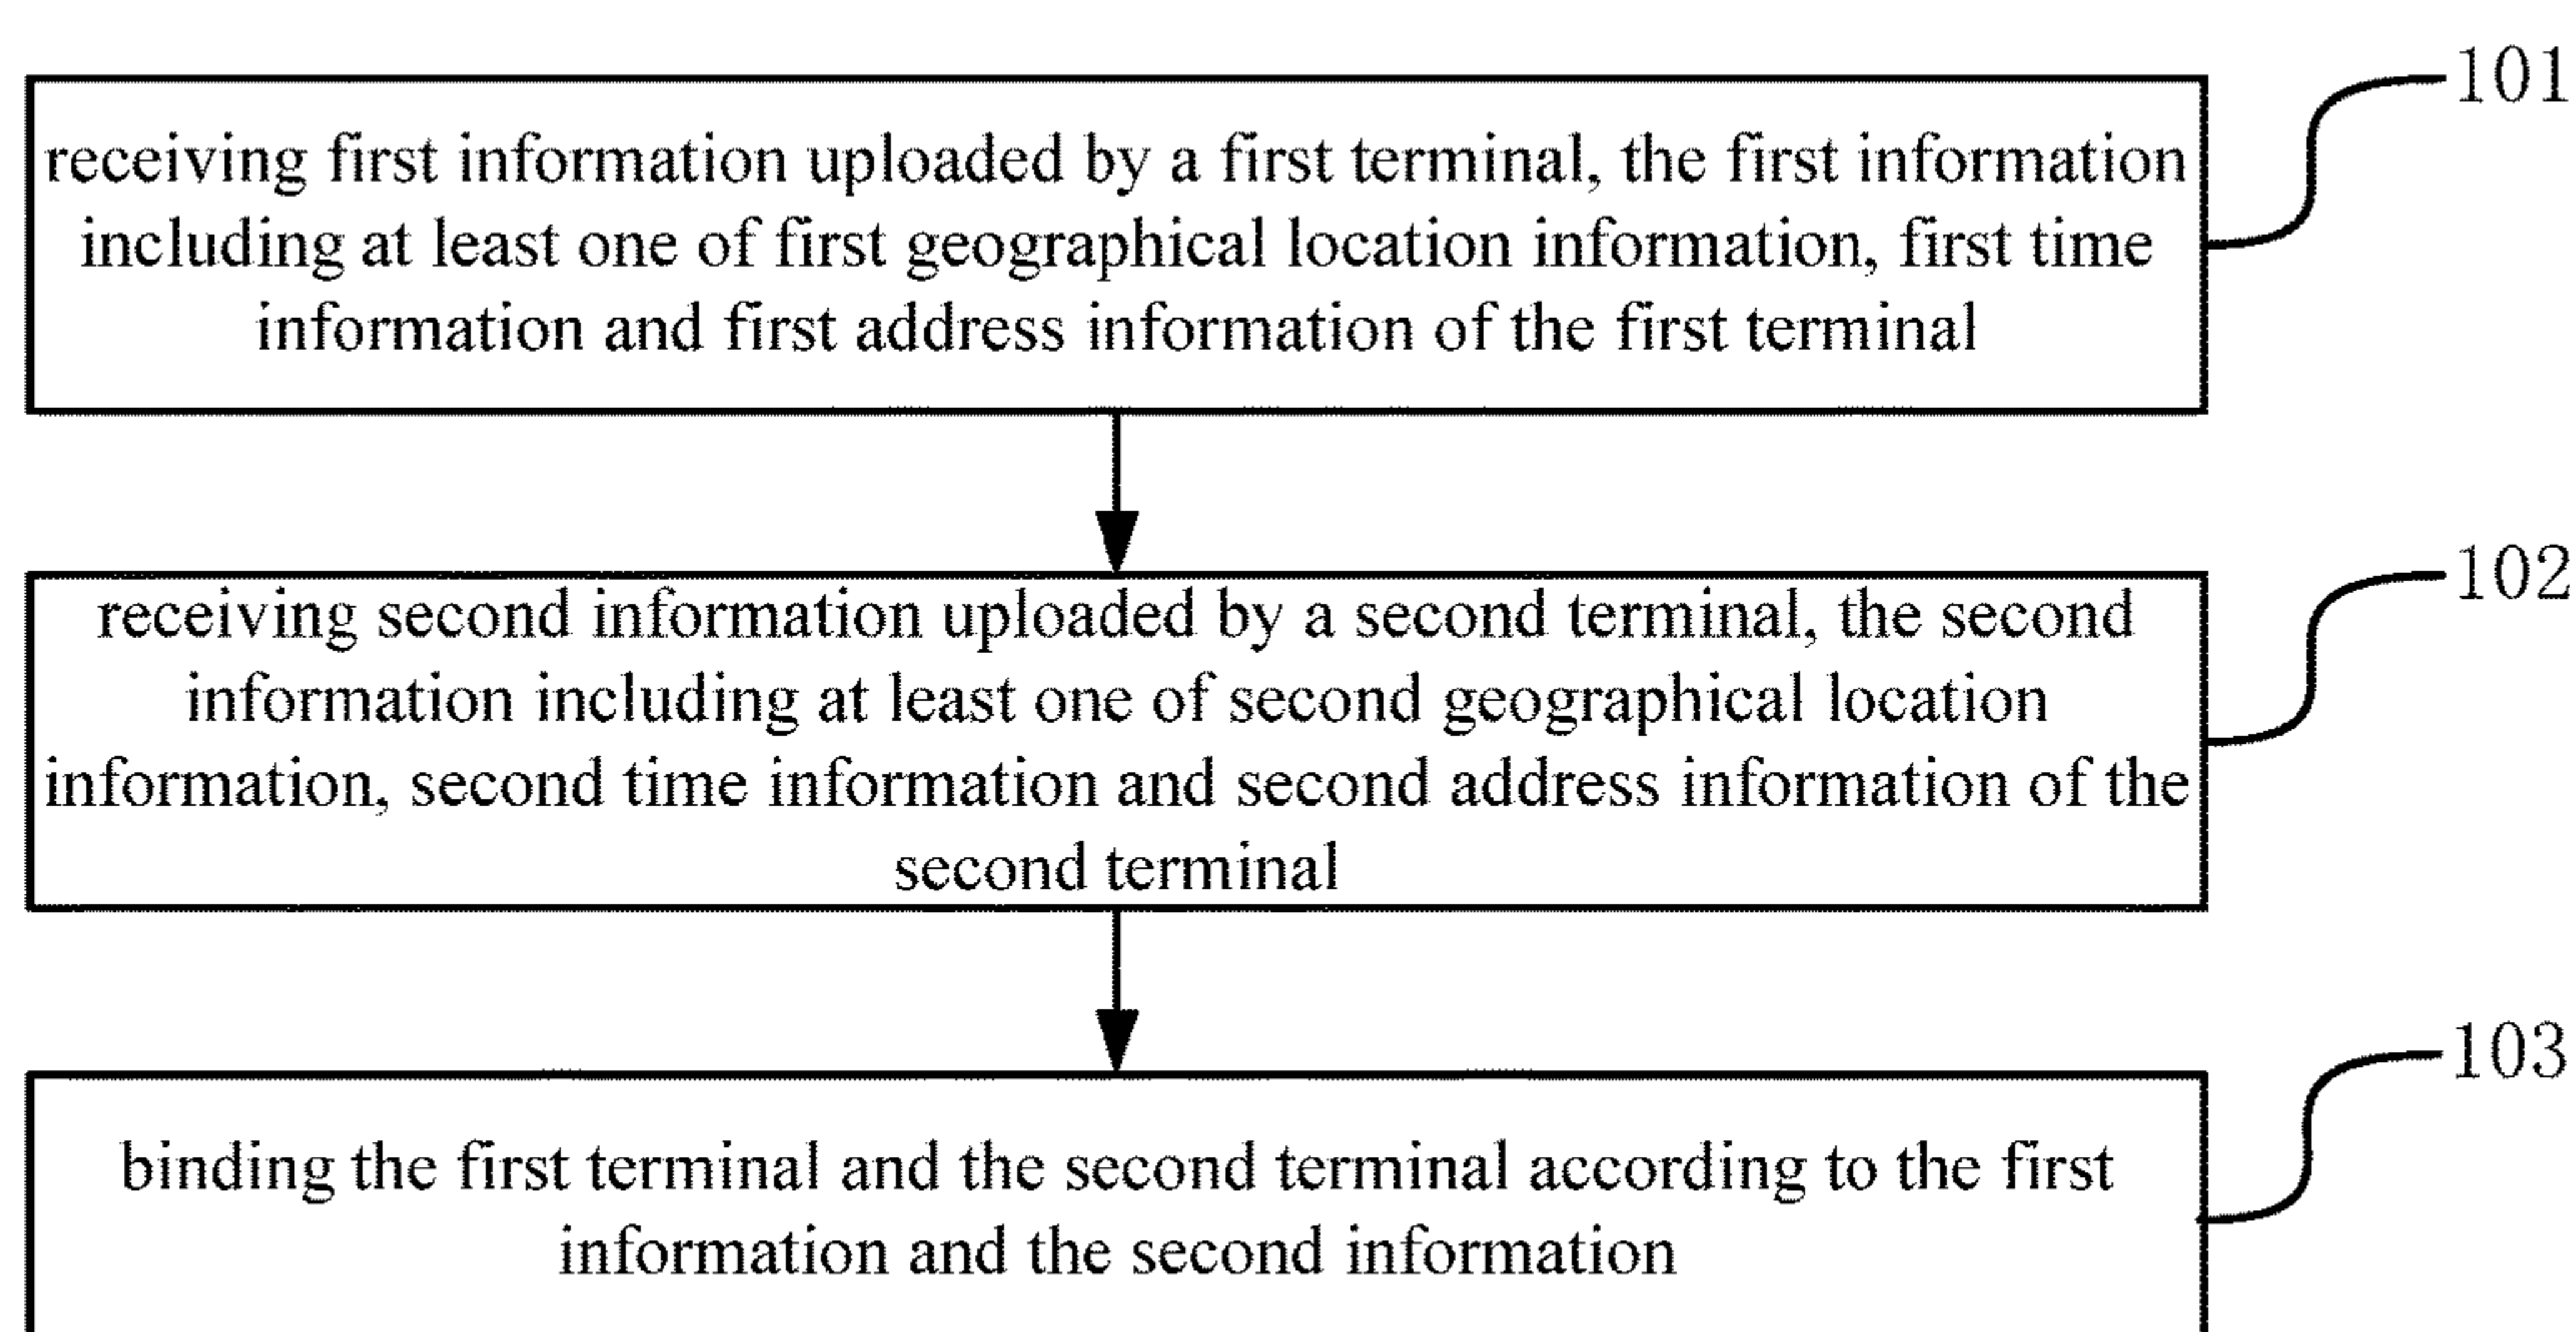 101
receiving first information uploaded by a first terminal, the first information
including at least one of first geographical location information, first time
information and first address information of the first terminal
102
receiving second information uploaded by a second terminal, the second
information including at least one of second geographical location
information, second time information and second address information of the
second terminal
103
binding the first terminal and the second terminal according to the first
information and the second information